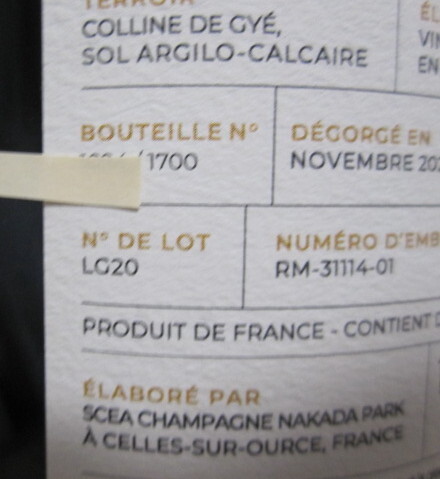 COLLINE DE GYÉ,
SOL ARGILO-CALCAIRE
BOUTEILLE N°
/1700
DÉGORGÉ EN
NOVEMBRE
N° DE LOT
LG20
NUMÉRO
RM-31114-01
PRODUIT DE FRANCE - CONTIENT
ÉLABORÉ PAR
SCEA CHAMPAGNE NAKADA PARK
À CELLES-SUR-OURCE, FRANCE